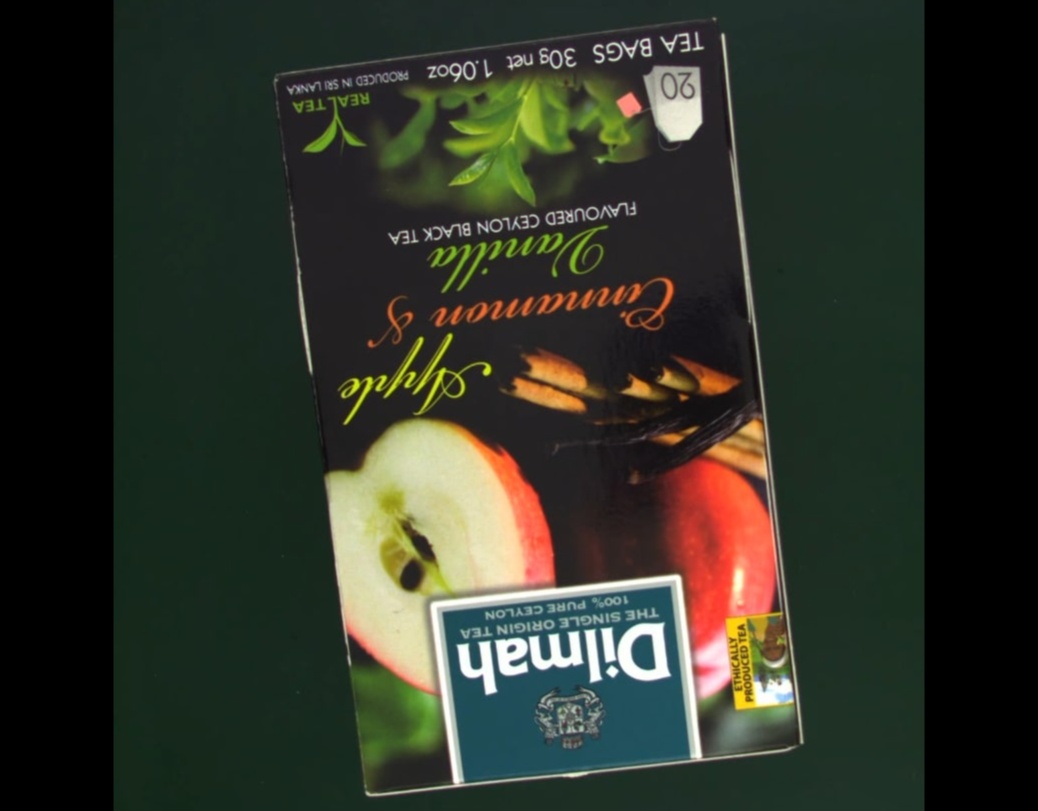 Dilmah
THE SINGLE ORIGIN TEA
100% PURE CEYLON
ETHICALLY
PRODUCED TEA
Apple
Cinnamon &
Vanilla
FLAVOURED CEYLON BLACK TEA
20
REAL TEA
TEA BAGS 30g net 1.06oz PRODUCED IN SRI LANKA